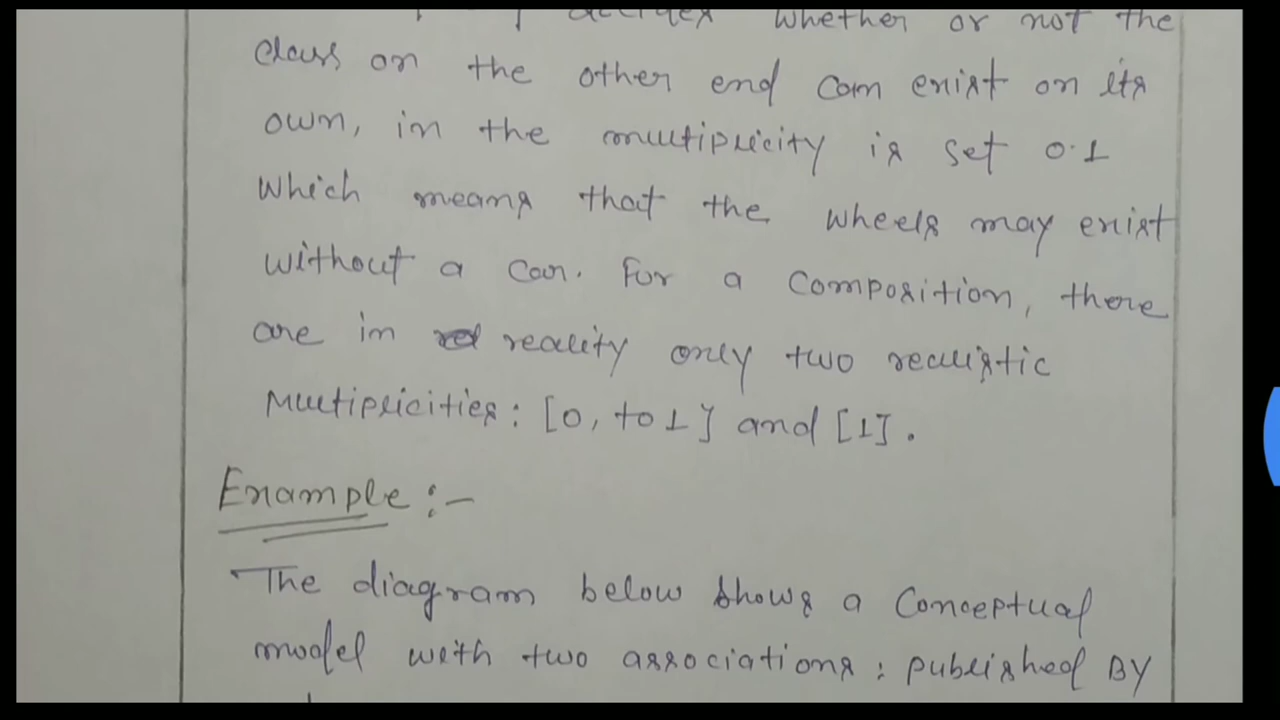 whether or not the
class on the other end can exist on its
own, in the multiplicity is set 0.1
Which means that the wheels may exist
without a car. For a composition, there
are in reality only two realistic
Multiplicities : [0, to 1] and [1].
Example :-
The diagram below shows a Conceptual
model with two associations : published BY